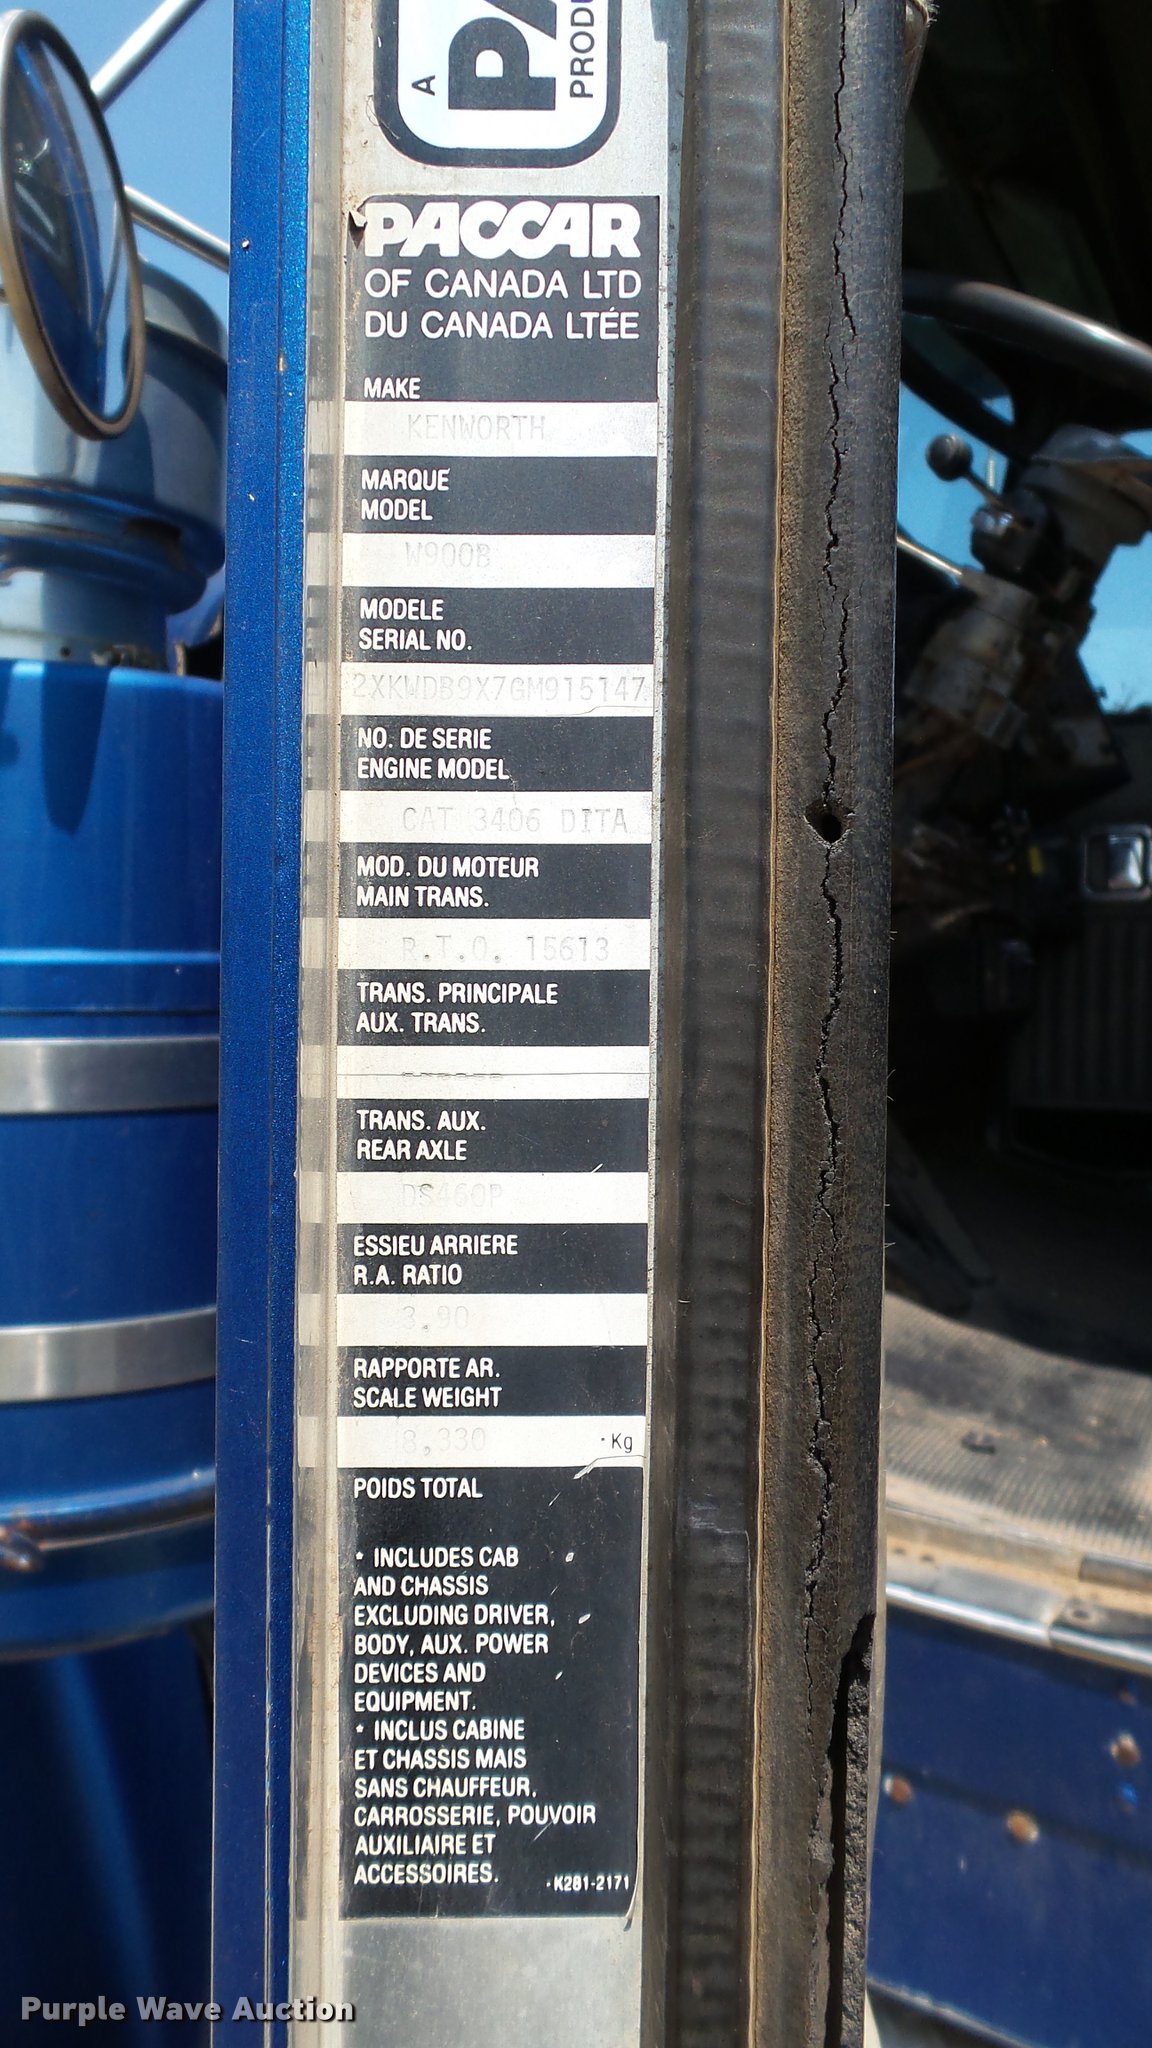 A
PA
PRODU
PACCAR
OF CANADA LTD
DU CANADA LTÉE
MAKE
KENWORTH
MARQUE
MODEL
W900B
MODELE
SERIAL NO.
2XKWDB9X7GM915147
NO. DE SERIE
ENGINE MODEL
CAT 3406 DITA
MOD. DU MOTEUR
MAIN TRANS.
R.T.O. 15613
TRANS. PRINCIPALE
AUX. TRANS.
TRANS. AUX.
REAR AXLE
DS460P
ESSIEU ARRIERE
R.A. RATIO
3.90
RAPPORTE AR.
SCALE WEIGHT
8,330 •Kg
POIDS TOTAL
* INCLUDES CAB
AND CHASSIS
EXCLUDING DRIVER,
BODY, AUX. POWER
DEVICES AND
EQUIPMENT.
* INCLUS CABINE
ET CHASSIS MAIS
SANS CHAUFFEUR,
CARROSSERIE, POUVOIR
AUXILIAIRE ET
ACCESSOIRES.
•K281-2171
Purple Wave Auction